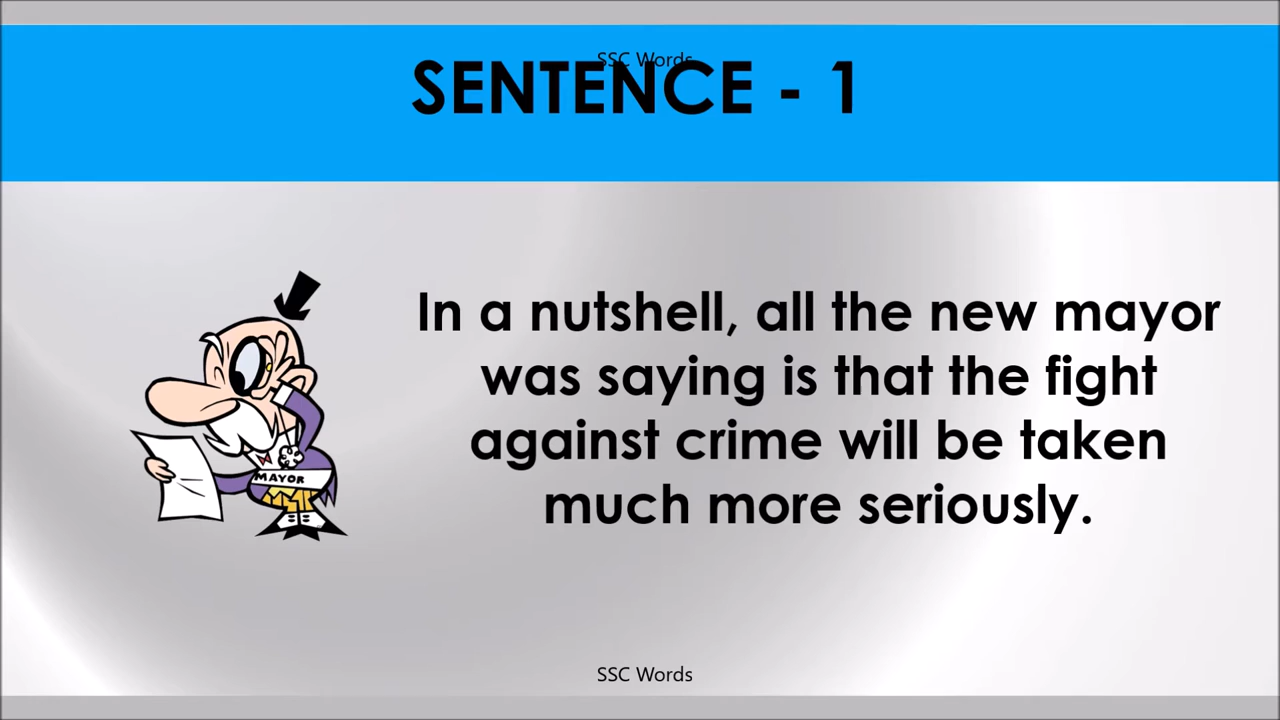 SSC Words
SENTENCE - 1
In a nutshell, all the new mayor
was saying is that the fight
against crime will be taken
much more seriously.
MAYOR
SSC Words